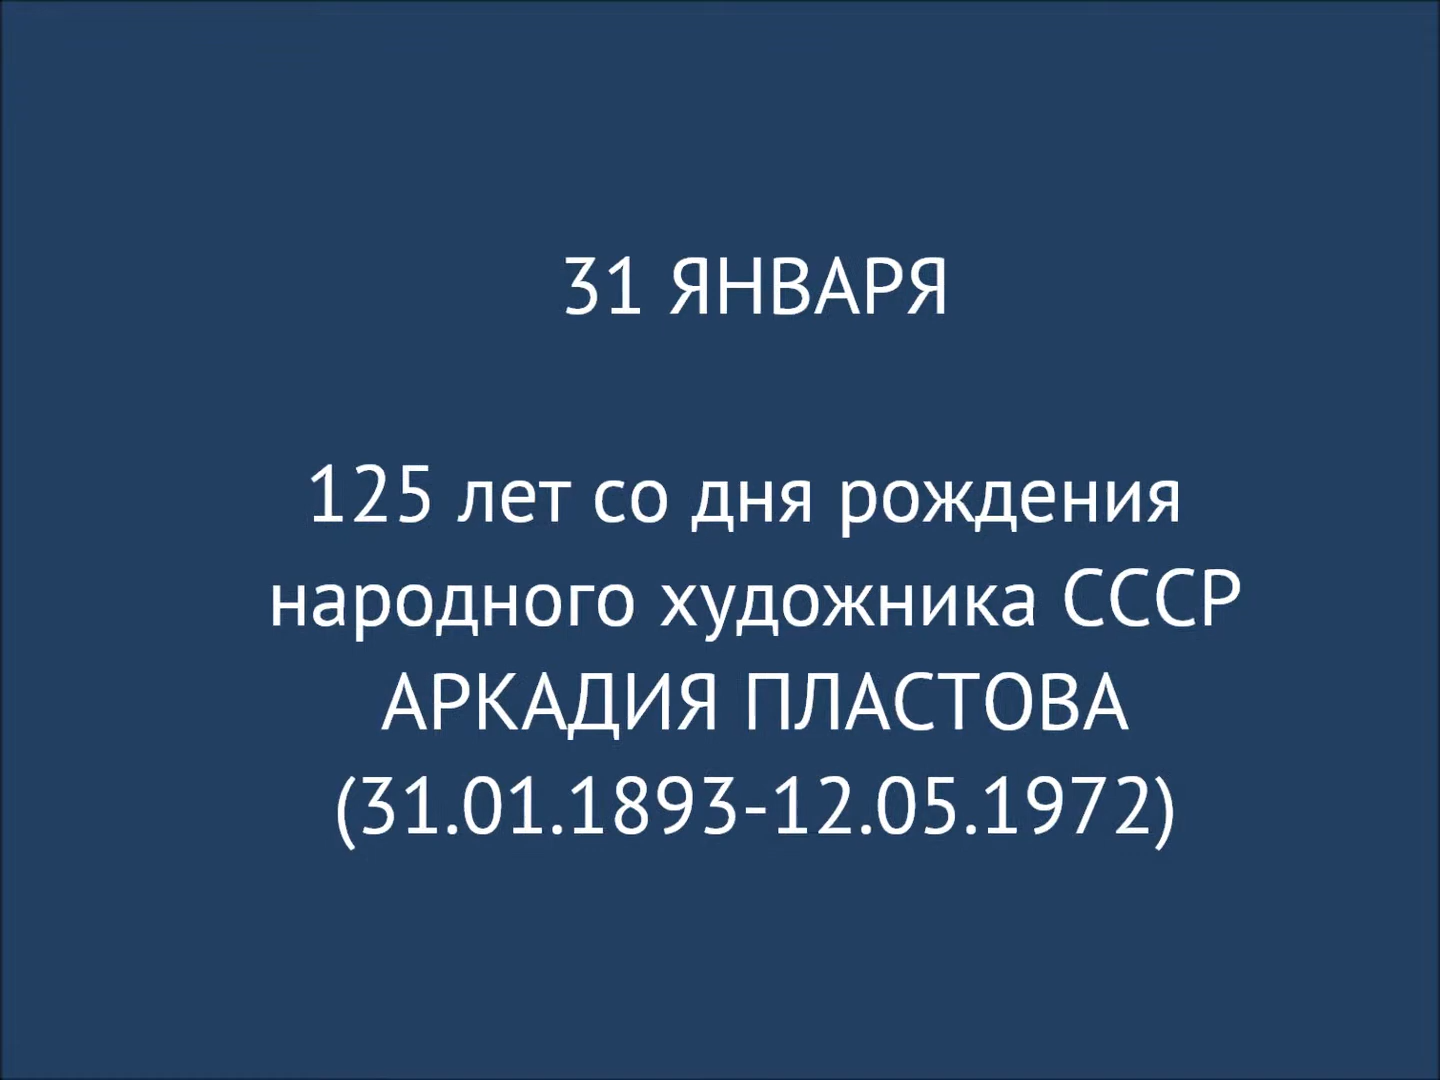 31 ЯНВАРЯ
125 лет со дня рождения
народного художника СССР
АРКАДИЯ ПЛАСТОВА
(31.01.1893-12.05.1972)